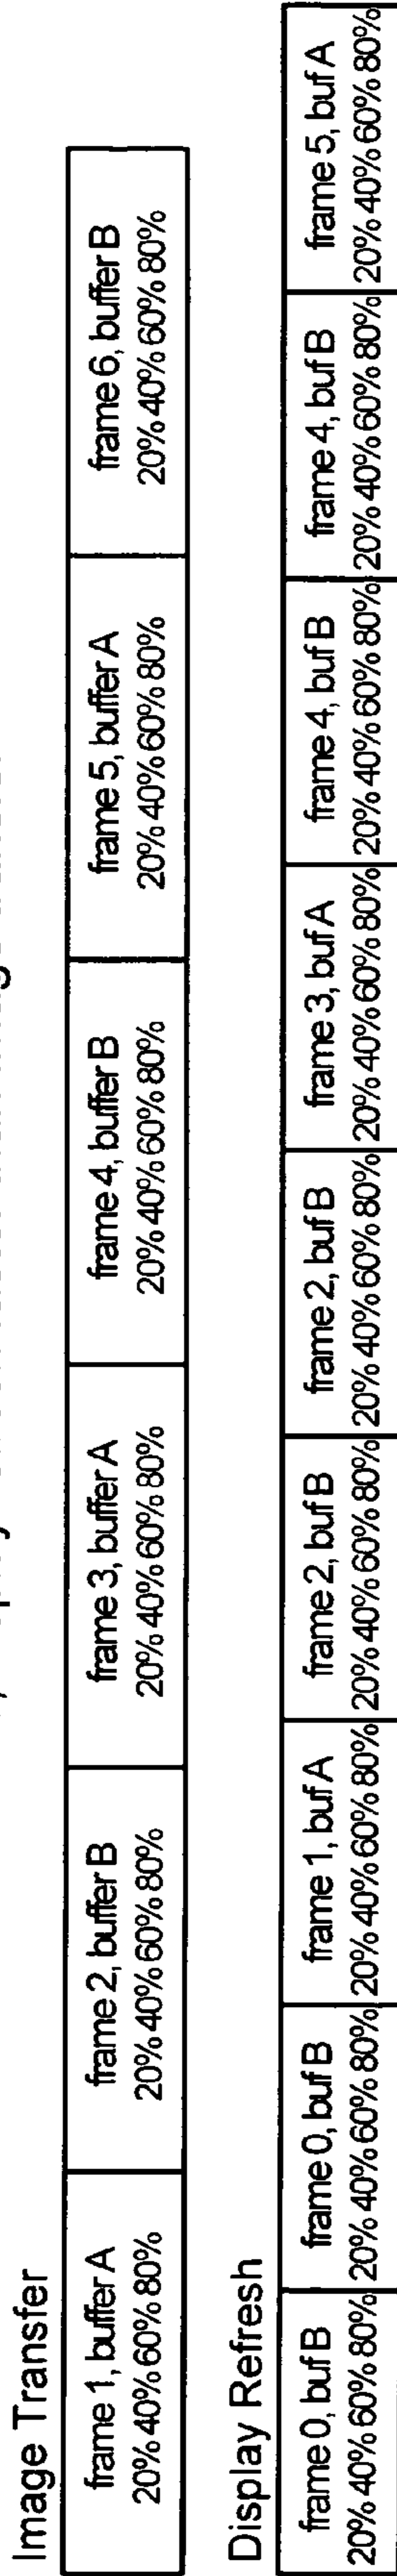 Image Transfer
frame 1, buffer A
20% 40% 60% 80%
frame 2, buffer B
20% 40% 60% 80%
frame 3, buffer A
20% 40% 60% 80%
frame 4, buffer B
20% 40% 60% 80%
frame 5, buffer A
20% 40% 60% 80%
frame 6, buffer B
20% 40% 60% 80%
Display Refresh
frame 0, buf B
20% 40% 60% 80%
frame 0, buf B
20% 40% 60% 80%
frame 1, buf A
20% 40% 60% 80%
frame 2, buf B
20% 40% 60% 80%
frame 2, buf B
20% 40% 60% 80%
frame 3, buf A
20% 40% 60% 80%
frame 4, buf B
20% 40% 60% 80%
frame 4, buf B
20% 40% 60% 80%
frame 5, buf A
20% 40% 60% 80%